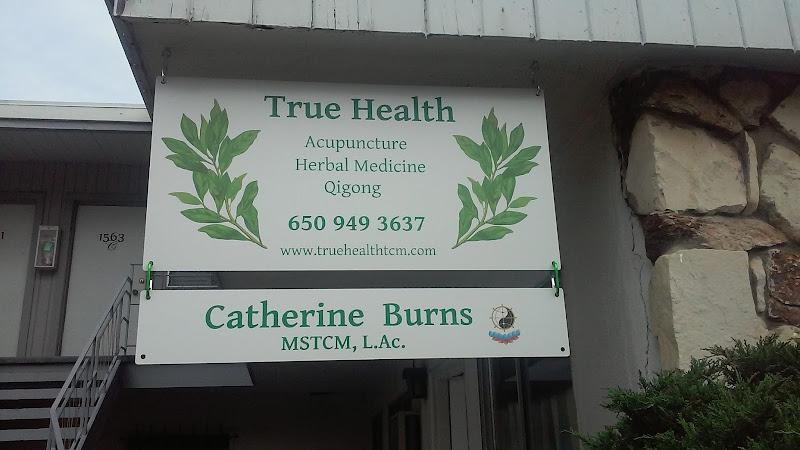 True Health
Acupuncture
Herbal Medicine
Qigong
650 949 3637
www.truehealthtcm.com
Catherine Burns
MSTCM, L.Ac.
1563
C